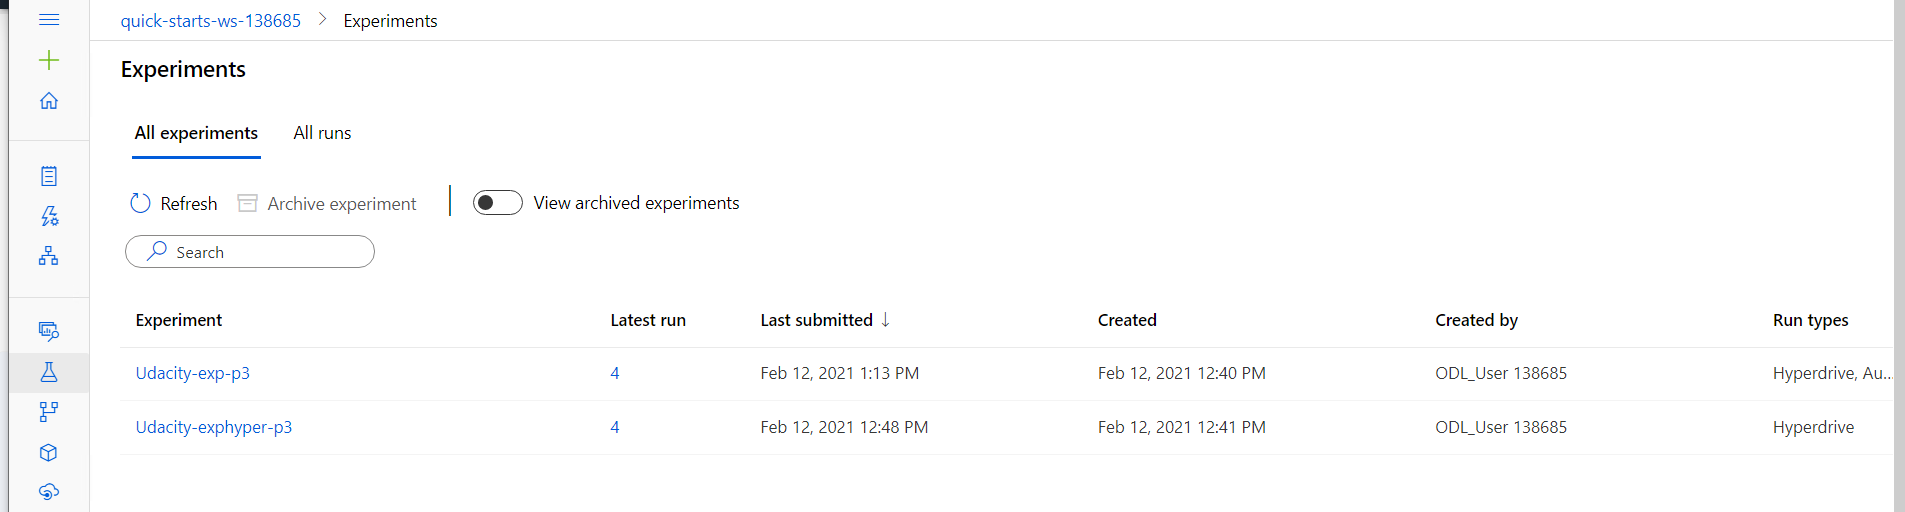 quick-starts-ws-138685 > Experiments
Experiments
All experiments All runs
Refresh Archive experiment View archived experiments
Search
Experiment Latest run Last submitted ↓ Created Created by Run types
Udacity-exp-p3 4 Feb 12, 2021 1:13 PM Feb 12, 2021 12:40 PM ODL_User 138685 Hyperdrive, Au...
Udacity-exphyper-p3 4 Feb 12, 2021 12:48 PM Feb 12, 2021 12:41 PM ODL_User 138685 Hyperdrive